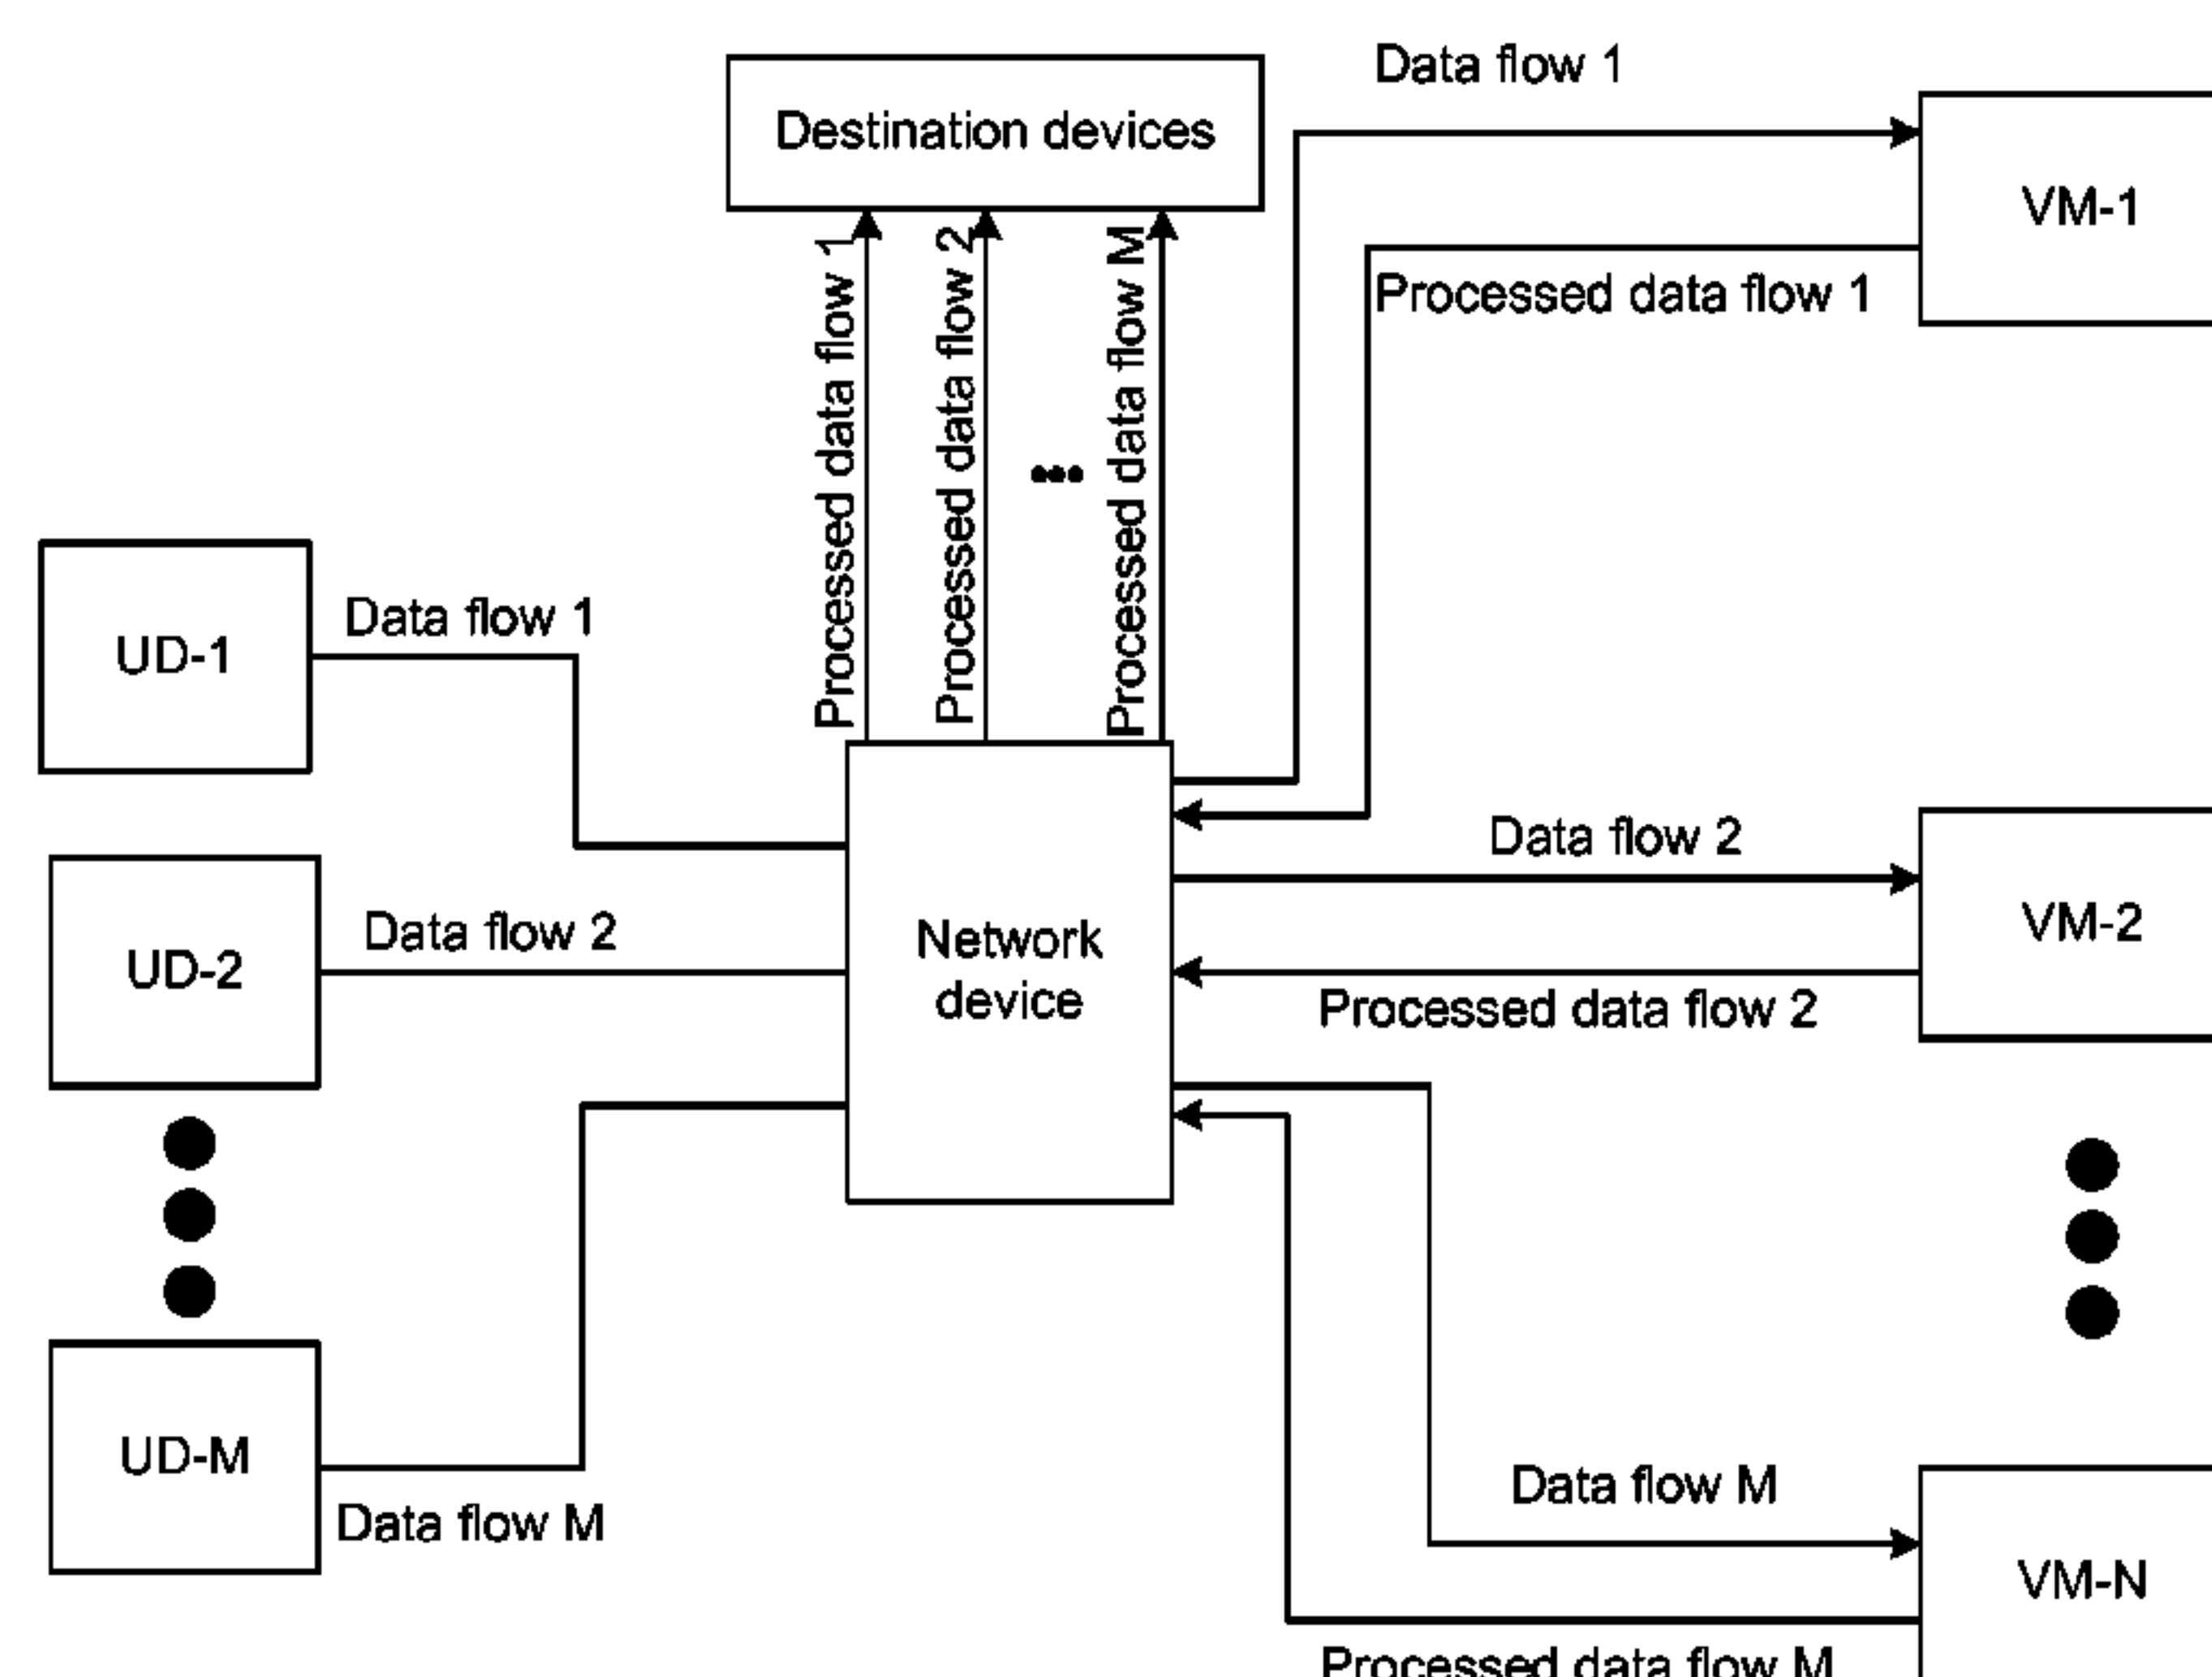 Data flow 1
Destination devices
VM-1
Processed data flow 1
Processed data flow 1
Processed data flow 2
Processed data flow M
UD-1
Data flow 1
Data flow 2
VM-2
Processed data flow 2
UD-2
Data flow 2
Network
device
UD-M
Data flow M
Data flow M
VM-N
Processed data flow M